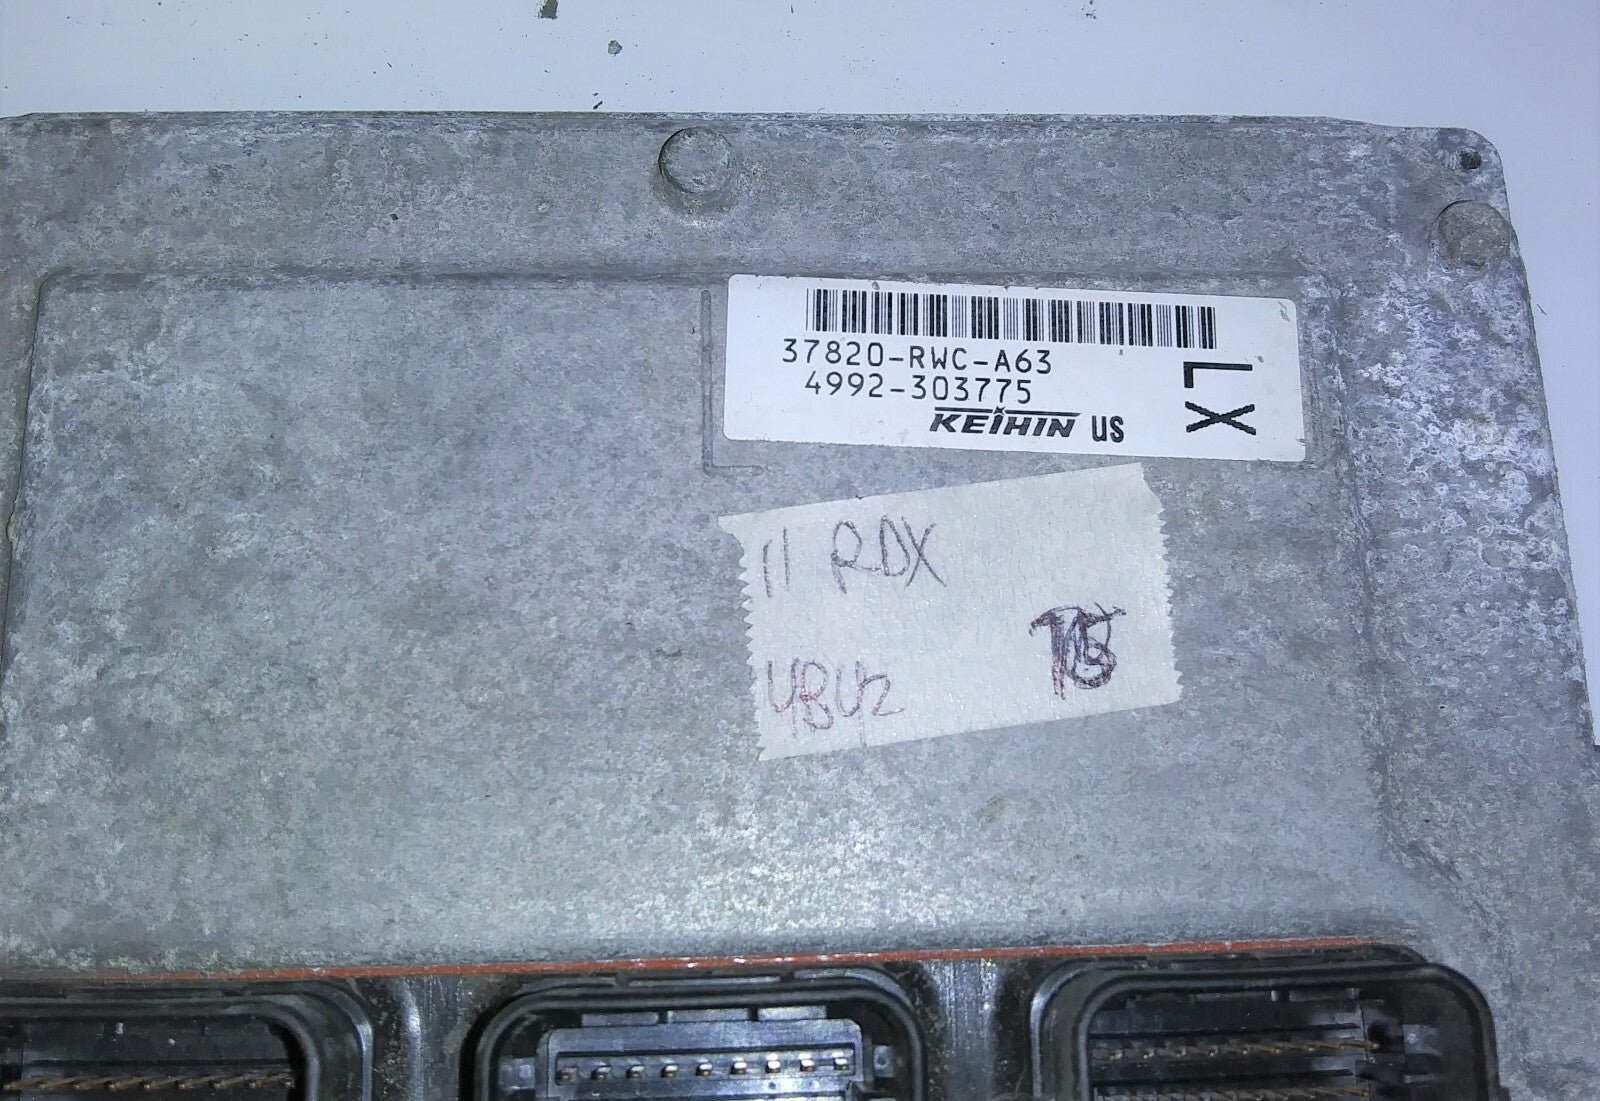 37820-RWC-A63
4992-303775
KEIHIN US
LX
11 RDX
4842